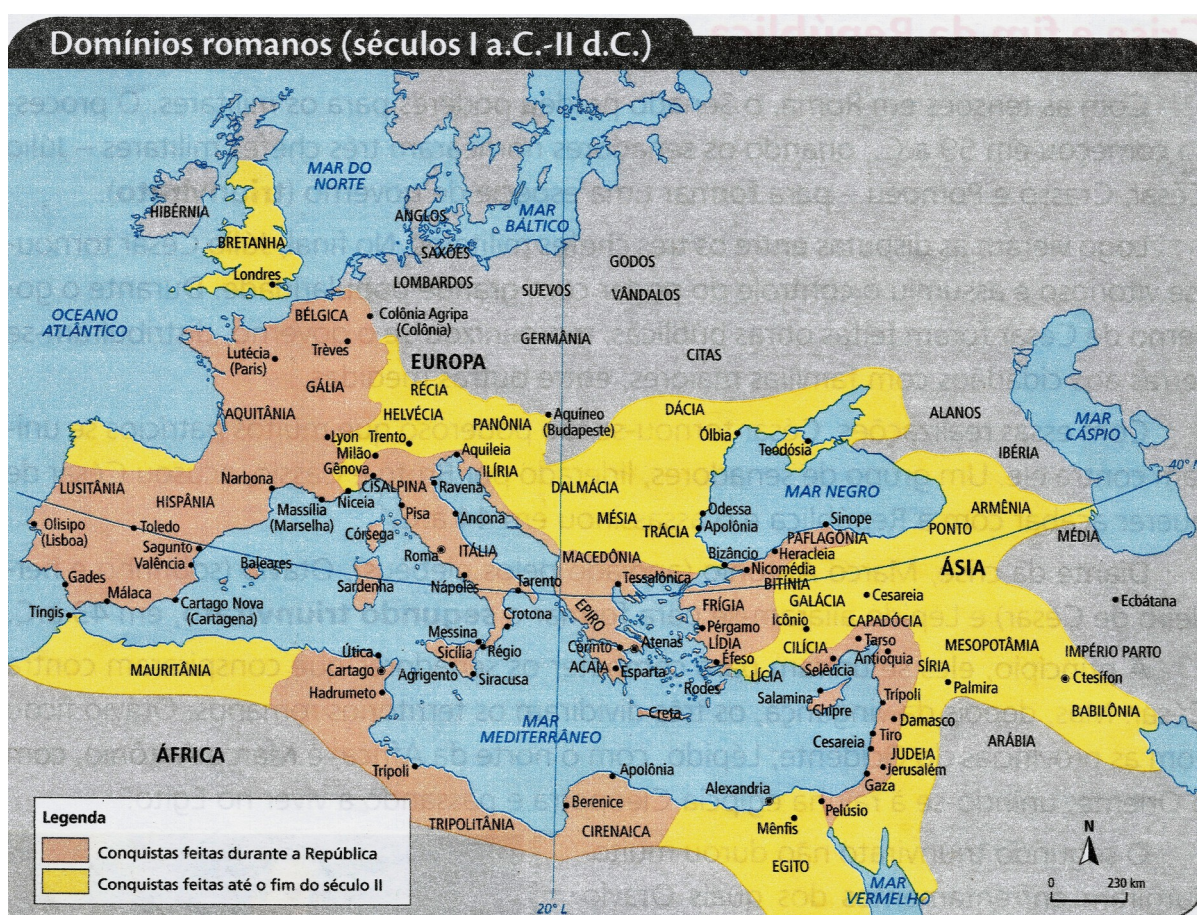 Domínios romanos (séculos I a.C.-II d.C.)
MAR DO
NORTE
HIBÉRNIA
ANGLOS
MAR
BÁLTICO
BRETANHA
SAXÕES
GODOS
Londres
LOMBARDOS
SUEVOS
VÂNDALOS
OCEANO
ATLÂNTICO
BÉLGICA
Colônia Agripa
(Colônia)
GERMÂNIA
Lutécia
(Paris)
Trèves
EUROPA
CITAS
GÁLIA
RÉCIA
AQUITÂNIA
HELVÉCIA
PANÔNIA
Aquíneo
(Budapeste)
DÁCIA
ALANOS
MAR
CÁSPIO
Lyon
Trento
Ólbia
Teodósia
IBÉRIA
Milão
Aquileia
40° N
Gênova
ILÍRIA
LUSITÂNIA
Narbona
CISALPINA
Ravena
DALMÁCIA
MAR NEGRO
HISPÂNIA
Massília
(Marselha)
Niceia
Pisa
Ancona
MÉSIA
Odessa
Sinope
ARMÊNIA
Olisipo
(Lisboa)
Toledo
Córsega
TRÁCIA
Apolônia
PAFLAGÔNIA
PONTO
MÉDIA
Sagunto
Roma
ITÁLIA
MACEDÔNIA
Bizâncio
Heracleia
Valência
Baleares
Sardenha
Nicomédia
ÁSIA
Gades
Nápoles
Tarento
Tessalônica
BITÍNIA
Málaca
Cartago Nova
(Cartagena)
Crotona
EPIRO
FRÍGIA
GALÁCIA
Cesareia
Ecbátana
Tíngis
Messina
Pérgamo
Icônio
CAPADÓCIA
Sicília
Régio
Corinto
Atenas
LÍDIA
Tarso
MESOPOTÂMIA
IMPÉRIO PARTO
Útica
Éfeso
CILÍCIA
Antioquia
MAURITÂNIA
Cartago
Agrigento
Siracusa
ACAIA
Esparta
LÍCIA
Selêucia
SÍRIA
Palmira
Ctesífon
Hadrumeto
Rodes
Salamina
Trípoli
Creta
Chipre
BABILÔNIA
MAR
MEDITERRÂNEO
Damasco
Tiro
ARÁBIA
ÁFRICA
Cesareia
JUDEIA
Trípoli
Apolônia
Jerusalém
Alexandria
Gaza
Berenice
Pelúsio
TRIPOLITÂNIA
CIRENAICA
Mênfis
EGITO
MAR
VERMELHO
Legenda
Conquistas feitas durante a República
Conquistas feitas até o fim do século II
N
0 230 km
20° L